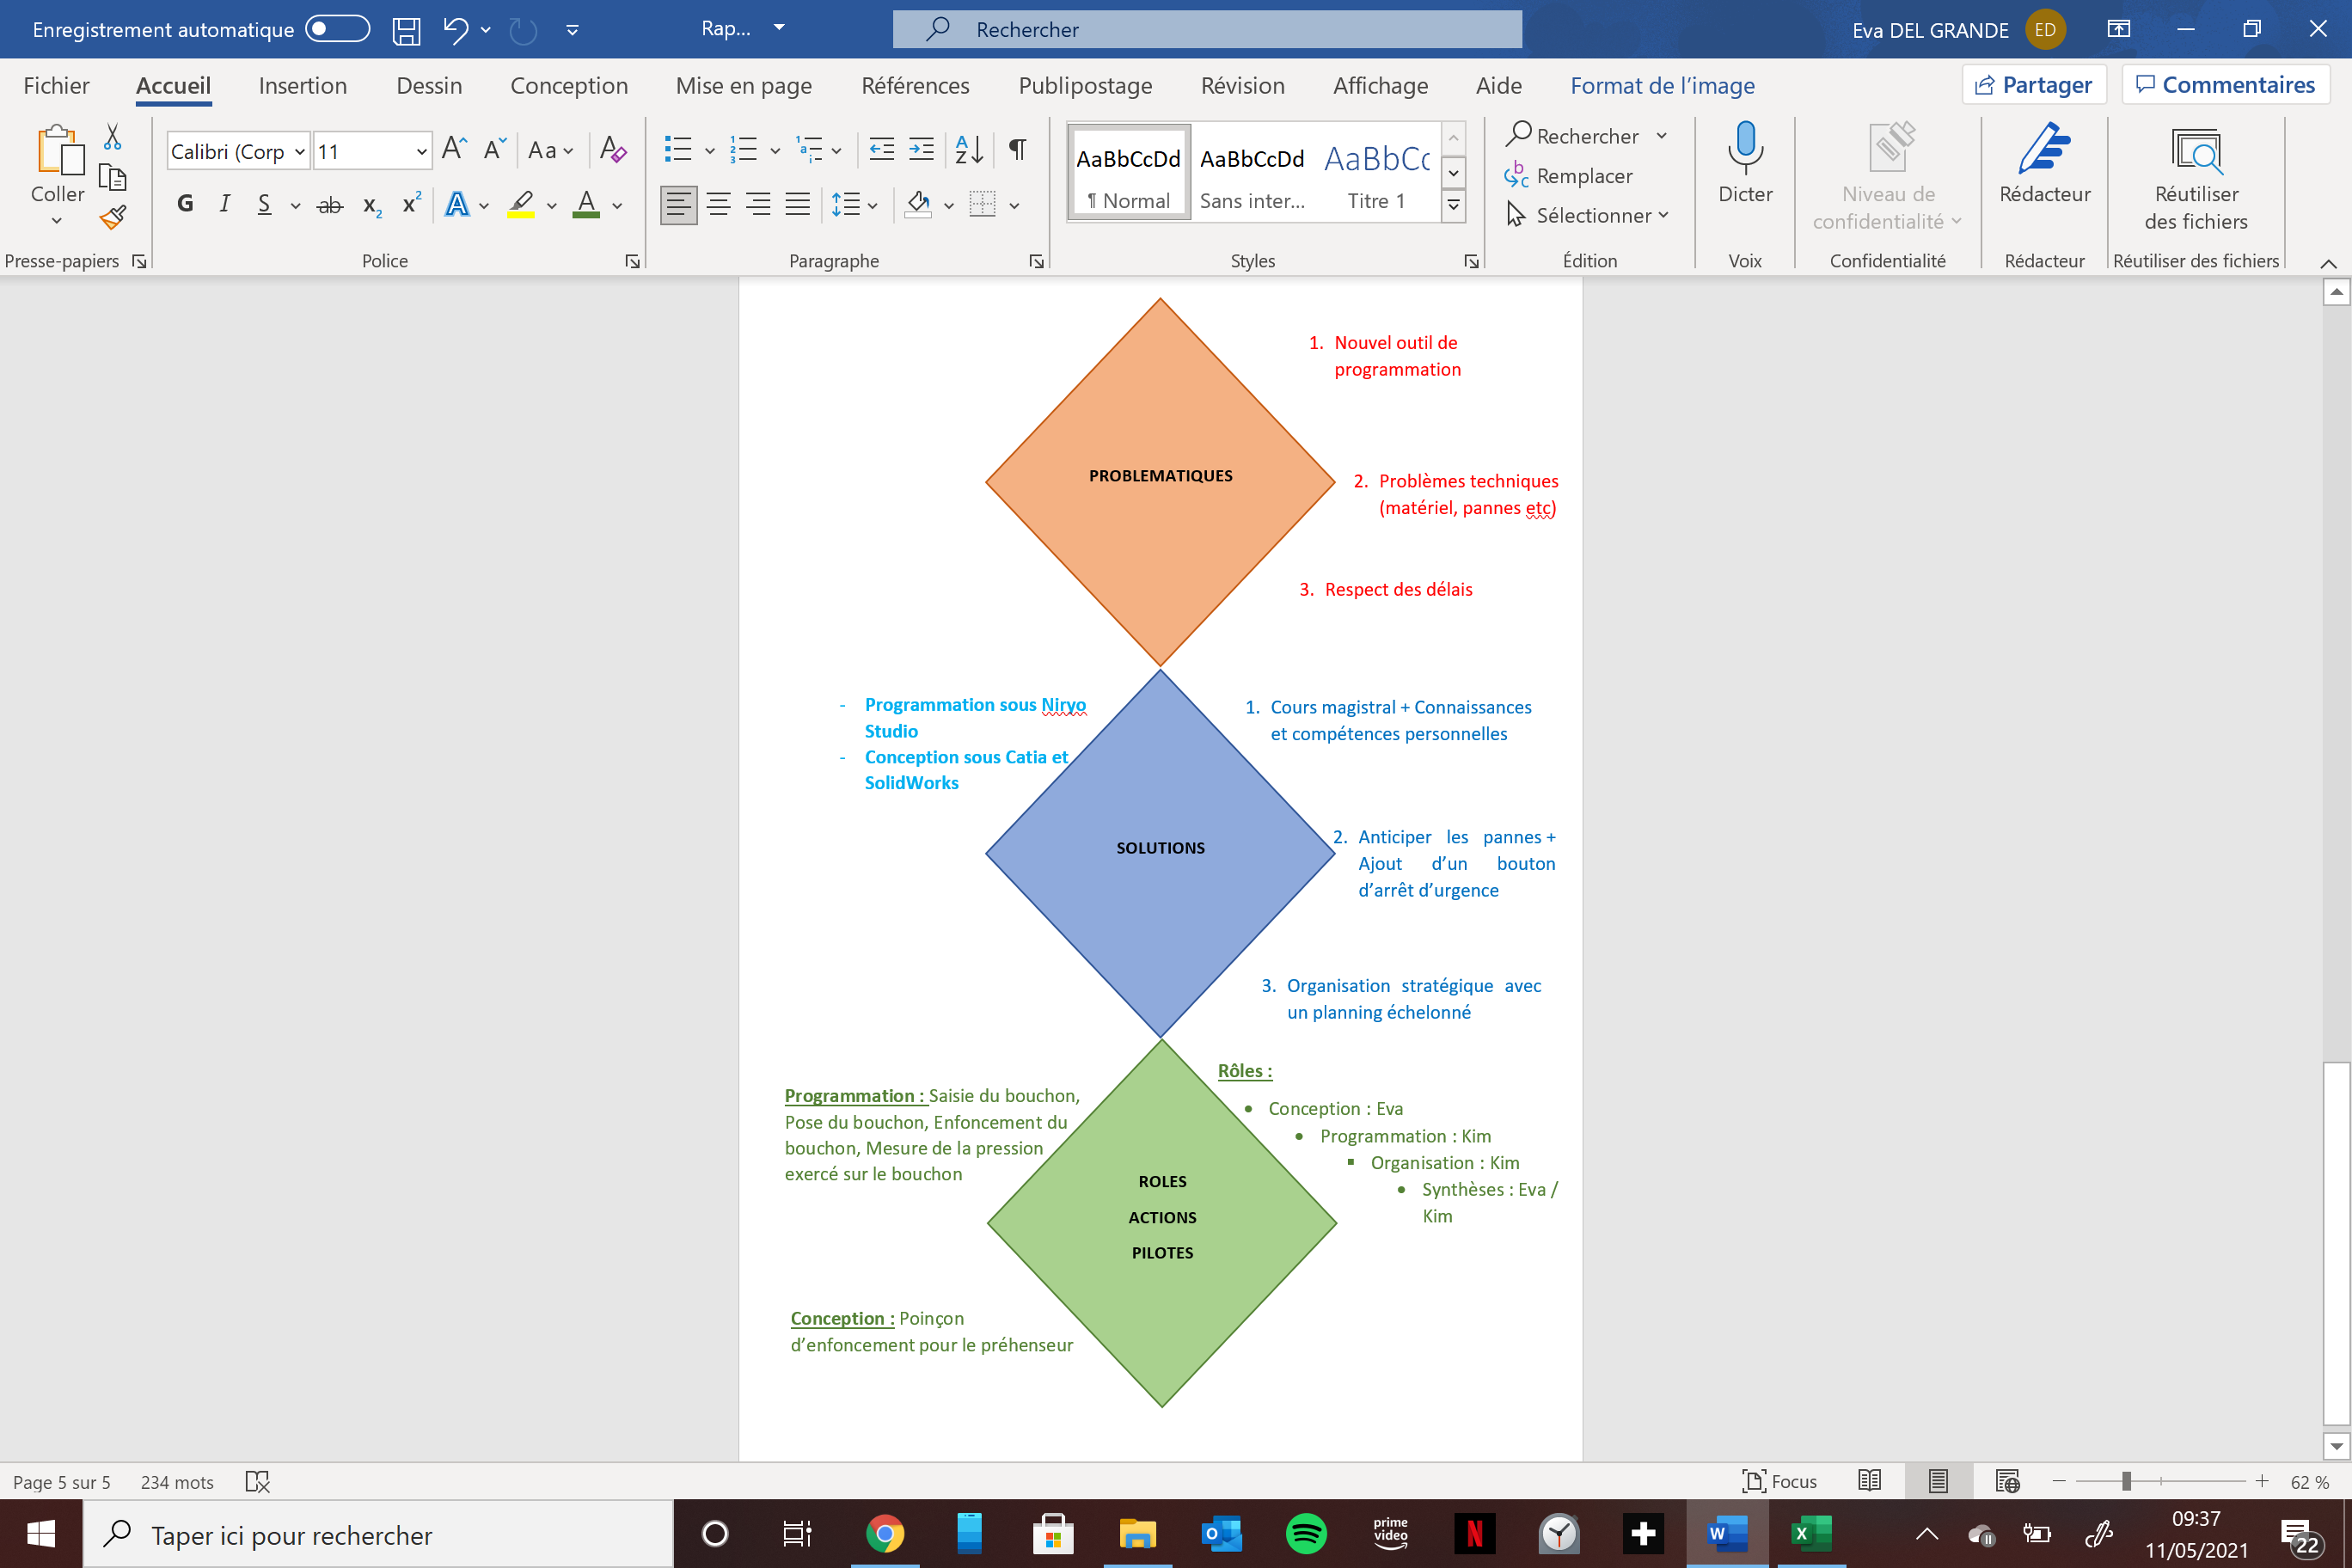 Enregistrement automatique
Rap...
Rechercher
Eva DEL GRANDE
ED
Fichier
Accueil
Insertion
Dessin
Conception
Mise en page
Références
Publipostage
Révision
Affichage
Aide
Format de l'image
Partager
Commentaires
Coller
Presse-papiers
Calibri (Corp
11
Aa
G I S ab x₂ x²
A
A
Police
Paragraphe
AaBbCcDd
¶ Normal
AaBbCcDd
Sans inter...
AaBbCc
Titre 1
Styles
Rechercher
Remplacer
Sélectionner
Édition
Dicter
Voix
Niveau de
confidentialité
Confidentialité
Rédacteur
Rédacteur
Réutiliser
des fichiers
Réutiliser des fichiers
PROBLEMATIQUES
1. Nouvel outil de
programmation
2. Problèmes techniques
(matériel, pannes etc)
3. Respect des délais
- Programmation sous Niryo
Studio
- Conception sous Catia et
SolidWorks
SOLUTIONS
1. Cours magistral + Connaissances
et compétences personnelles
2. Anticiper les pannes +
Ajout d'un bouton
d'arrêt d'urgence
3. Organisation stratégique avec
un planning échelonné
Programmation : Saisie du bouchon,
Pose du bouchon, Enfoncement du
bouchon, Mesure de la pression
exercé sur le bouchon
ROLES
ACTIONS
PILOTES
Rôles :
• Conception : Eva
• Programmation : Kim
▪ Organisation : Kim
• Synthèses : Eva /
Kim
Conception : Poinçon
d'enfoncement pour le préhenseur
Page 5 sur 5
234 mots
Focus
62 %
Taper ici pour rechercher
prime
video
09:37
11/05/2021
22